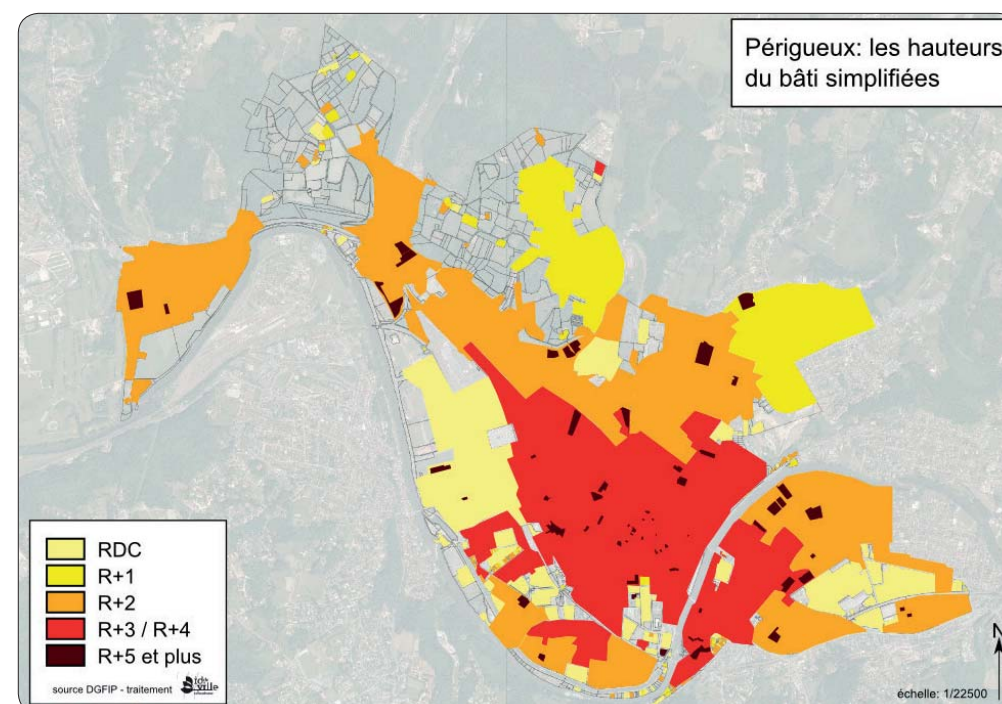 Périgueux: les hauteurs
du bâti simplifiées
RDC
R+1
R+2
R+3 / R+4
R+5 et plus
source DGFIP - traitement
N
échelle: 1/22500